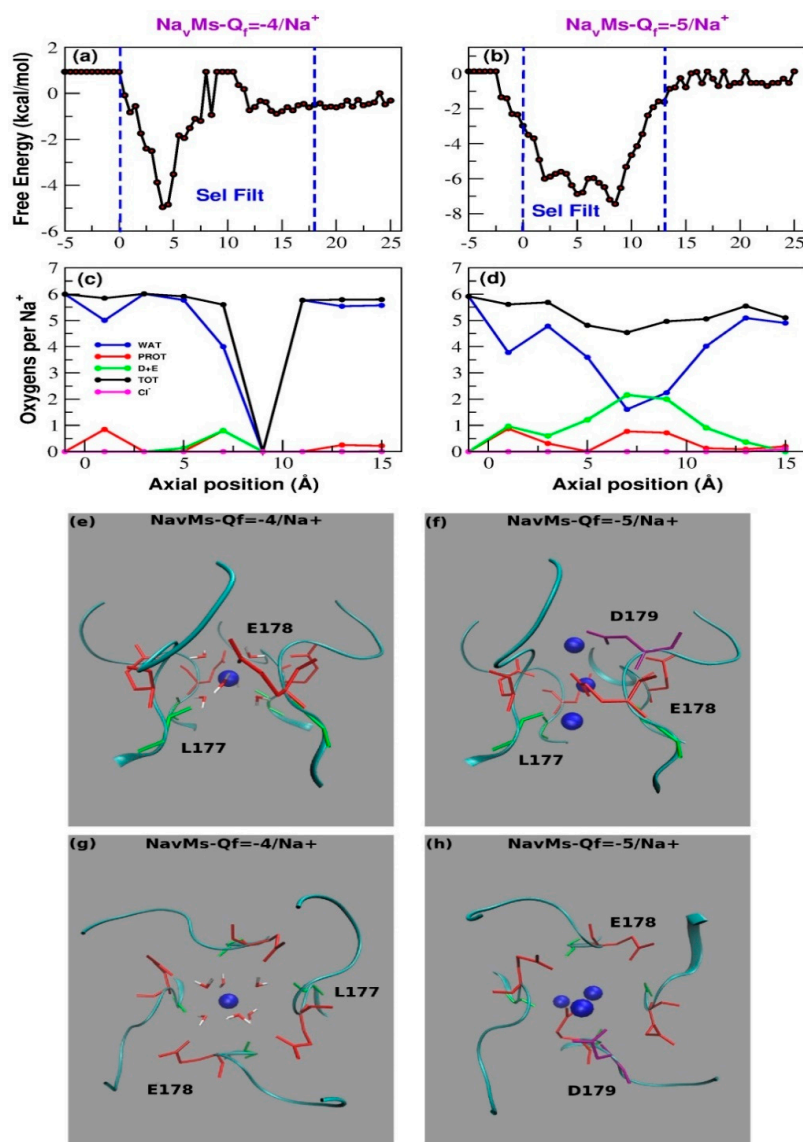 NavMs-Qf=-4/Na+
NavMs-Qf=-5/Na+
(a)
(b)
Free Energy (kcal/mol)
0
-2
-4
-6
0
-2
-4
-6
-8
Sel Filt
Sel Filt
-5 0 5 10 15 20 25
-5 0 5 10 15 20 25
(c)
(d)
Oxygens per Na+
7
6
5
4
3
2
1
0
7
6
5
4
3
2
1
0
WAT
PROT
D+E
TOT
Cl-
0 5 10 15
0 5 10 15
Axial position (Å)
Axial position (Å)
(e) NavMs-Qf=-4/Na+
(f) NavMs-Qf=-5/Na+
E178
L177
D179
E178
L177
(g) NavMs-Qf=-4/Na+
(h) NavMs-Qf=-5/Na+
L177
E178
E178
D179